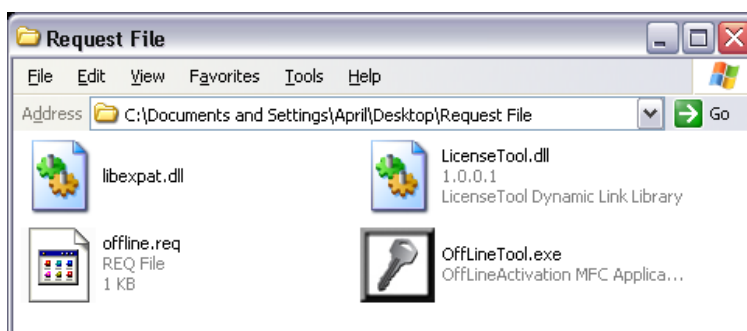 Request File
File Edit View Favorites Tools Help
Address C:\Documents and Settings\April\Desktop\Request File Go
libexpat.dll
LicenseTool.dll
1.0.0.1
LicenseTool Dynamic Link Library
offline.req
REQ File
1 KB
OffLineTool.exe
OffLineActivation MFC Applica...